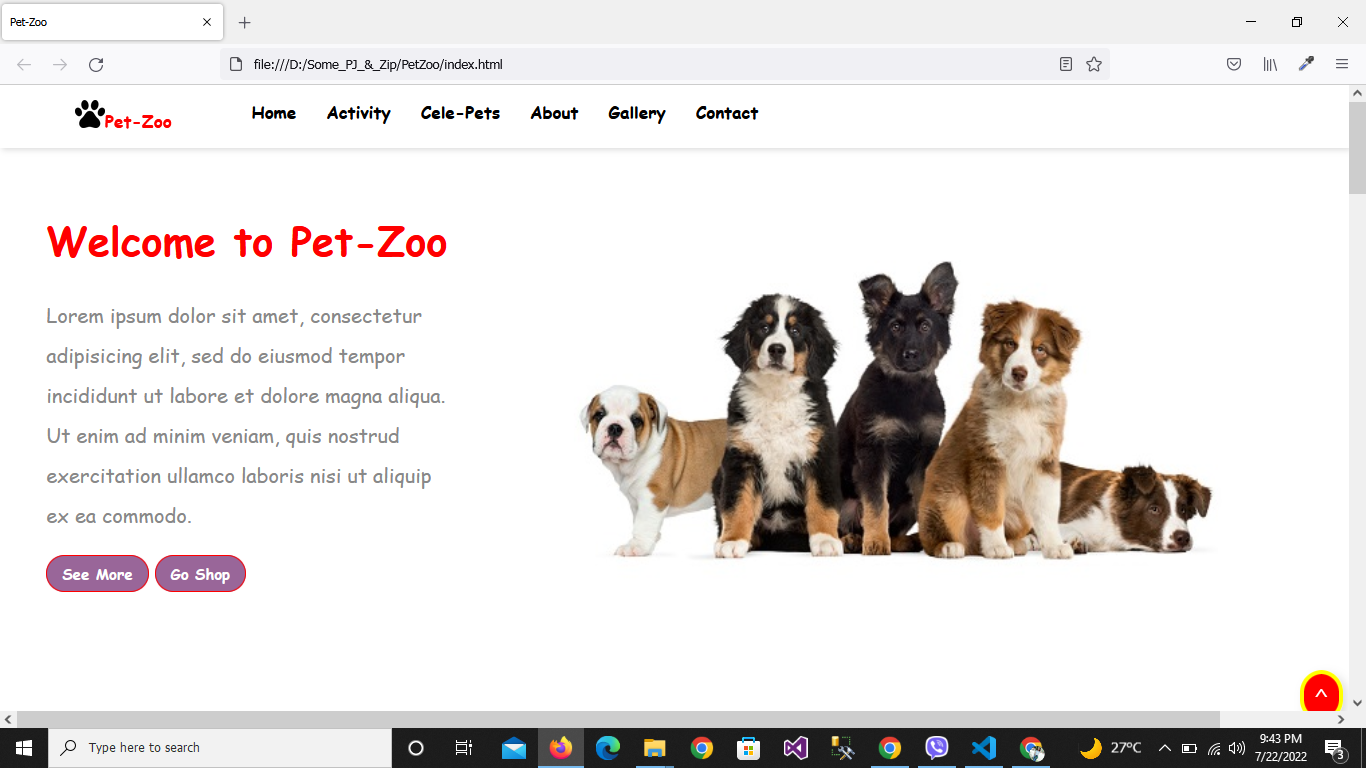 Pet-Zoo
file:///D:/Some_PJ_&_Zip/PetZoo/index.html
Pet-Zoo Home Activity Cele-Pets About Gallery Contact
Welcome to Pet-Zoo
Lorem ipsum dolor sit amet, consectetur
adipisicing elit, sed do eiusmod tempor
incididunt ut labore et dolore magna aliqua.
Ut enim ad minim veniam, quis nostrud
exercitation ullamco laboris nisi ut aliquip
ex ea commodo.
See More Go Shop
Type here to search
27°C
9:43 PM
7/22/2022
3